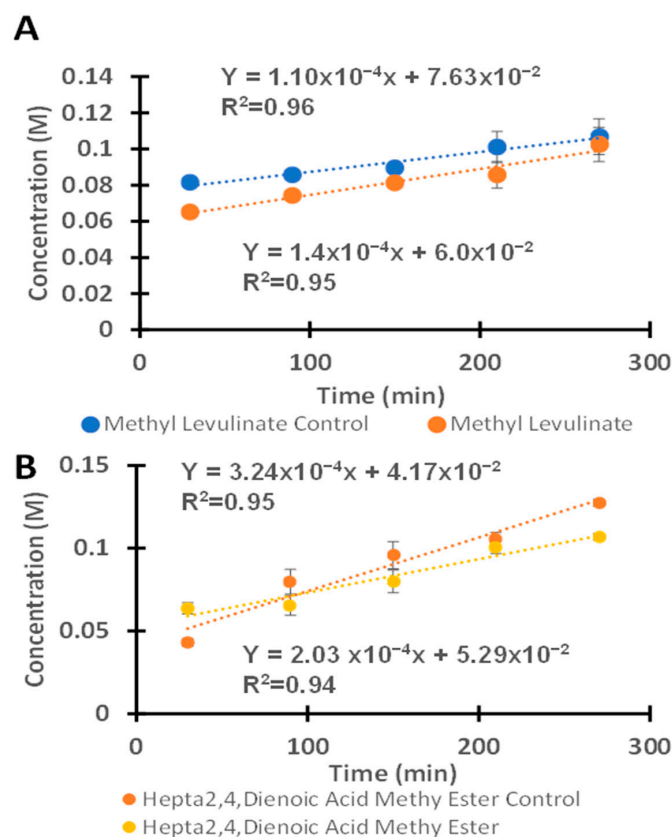 A
Y = 1.10x10⁻⁴x + 7.63x10⁻²
R²=0.96
0.14
0.12
0.1
0.08
0.06
0.04
0.02
0
Concentration (M)
Y = 1.4x10⁻⁴x + 6.0x10⁻²
R²=0.95
0 100 200 300
Time (min)
Methyl Levulinate Control Methyl Levulinate
B
Y = 3.24x10⁻⁴x + 4.17x10⁻²
R²=0.95
0.15
0.1
0.05
0
Concentration (M)
Y = 2.03 x10⁻⁴x + 5.29x10⁻²
R²=0.94
0 100 200 300
Time (min)
Hepta2,4,Dienoic Acid Methy Ester Control
Hepta2,4,Dienoic Acid Methy Ester